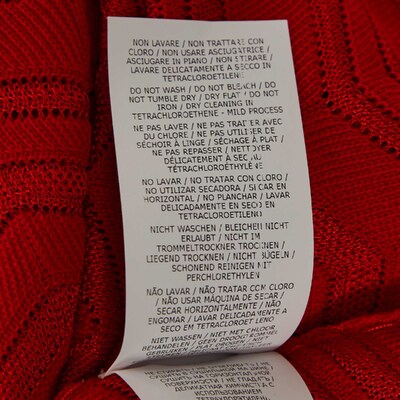 NON LAVARE / NON TRATTARE CON
CLORO / NON USARE ASCIUGATRICE /
ASCIUGARE IN PIANO / NON STIRARE /
LAVARE DELICATAMENTE A SECCO IN
TETRACLOROETILENE
DO NOT WASH / DO NOT BLEACH / DO
NOT TUMBLE DRY / DRY FLAT / DO NOT
IRON / DRY CLEANING IN
TETRACHLOROETHENE - MILD PROCESS
NE PAS LAVER / NE PAS TRAITER AVEC
DU CHLORE / NE PAS UTILISER DE
SÉCHOIR À LINGE / SÉCHAGE À PLAT /
NE PAS REPASSER / NETTOYER
DÉLICATEMENT À SEC AU
TÉTRACHLOROÉTHYLÈNE
NO LAVAR / NO TRATAR CON CLORO /
NO UTILIZAR SECADORA / SECAR EN
HORIZONTAL / NO PLANCHAR / LAVAR
DELICADAMENTE EN SECO EN
TETRACLOROETILENO
NICHT WASCHEN / BLEICHEN NICHT
ERLAUBT / NICHT IM
TROMMELTROCKNER TROCKNEN /
LIEGEND TROCKNEN / NICHT BÜGELN /
SCHONEND REINIGEN MIT
PERCHLORETHYLEN
NÃO LAVAR / NÃO TRATAR COM CLORO
/ NÃO USAR MÁQUINA DE SECAR /
SECAR HORIZONTALMENTE / NÃO
ENGOMAR / LAVAR DELICADAMENTE A
SECO EM TETRACLOROETILENO
NIET WASSEN / NIET MET CHLOOR
BEHANDELEN / GEEN DROOGTROMMEL
GEBRUIKEN / PLAT DROGEN / NIET